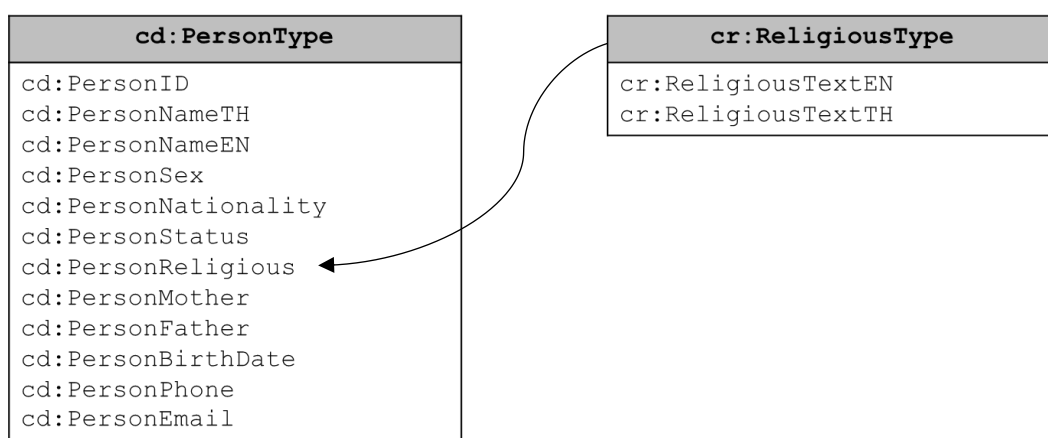 cd:PersonType
cd:PersonID
cd:PersonNameTH
cd:PersonNameEN
cd:PersonSex
cd:PersonNationality
cd:PersonStatus
cd:PersonReligious
cd:PersonMother
cd:PersonFather
cd:PersonBirthDate
cd:PersonPhone
cd:PersonEmail
cr:ReligiousType
cr:ReligiousTextEN
cr:ReligiousTextTH